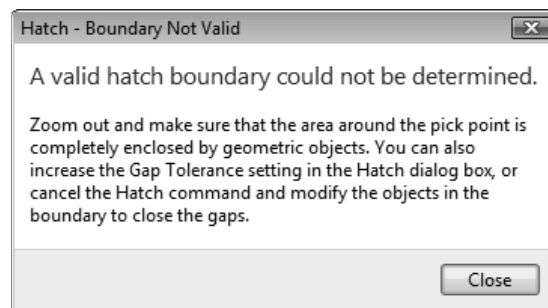 Hatch - Boundary Not Valid
A valid hatch boundary could not be determined.
Zoom out and make sure that the area around the pick point is
completely enclosed by geometric objects. You can also
increase the Gap Tolerance setting in the Hatch dialog box, or
cancel the Hatch command and modify the objects in the
boundary to close the gaps.
Close